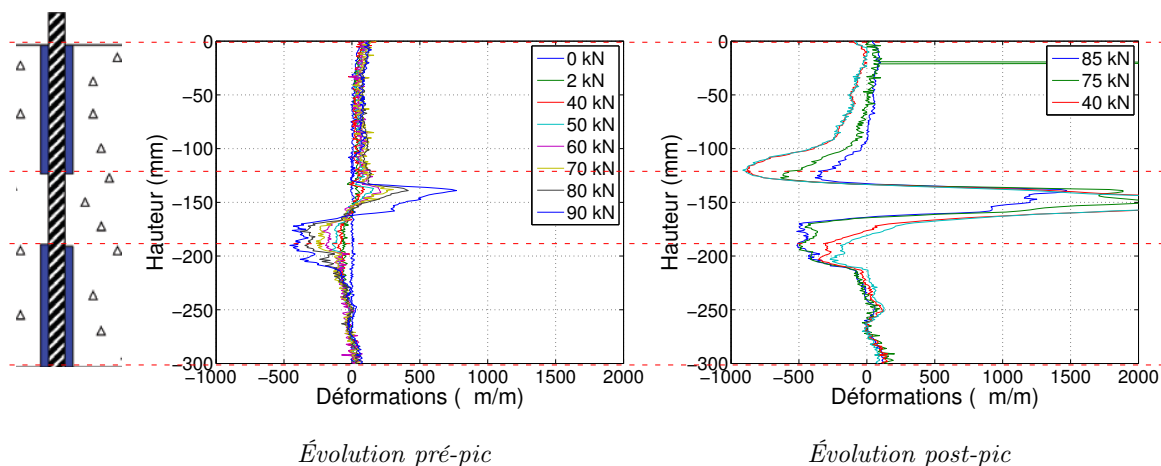 0
−50
−100
−150
−200
−250
−300
−1000 −500 0 500 1000 1500 2000
Hauteur (mm)
Déformations ( m/m)
0 kN
2 kN
40 kN
50 kN
60 kN
70 kN
80 kN
90 kN
Évolution pré-pic
0
−50
−100
−150
−200
−250
−300
−1000 −500 0 500 1000 1500 2000
Hauteur (mm)
Déformations ( m/m)
85 kN
75 kN
40 kN
Évolution post-pic